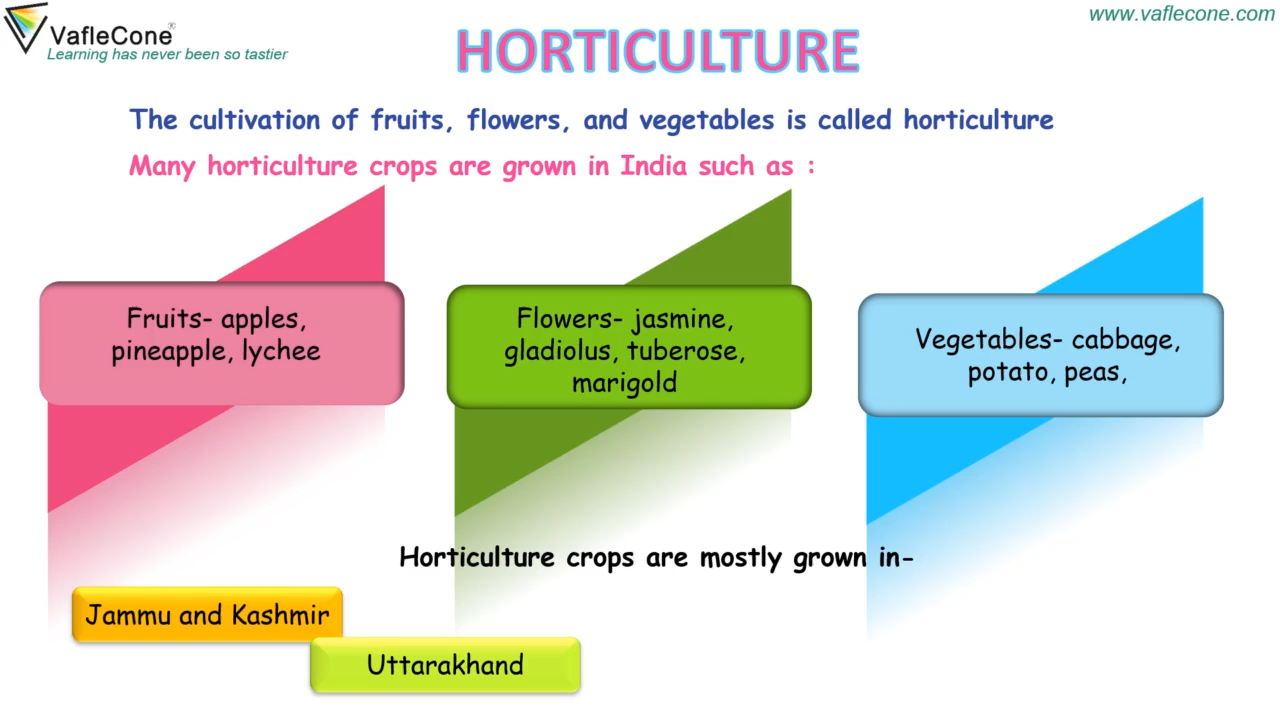 VafleCone®
Learning has never been so tastier
www.vaflecone.com
HORTICULTURE
The cultivation of fruits, flowers, and vegetables is called horticulture
Many horticulture crops are grown in India such as :
Fruits- apples,
pineapple, lychee
Flowers- jasmine,
gladiolus, tuberose,
marigold
Vegetables- cabbage,
potato, peas,
Horticulture crops are mostly grown in-
Jammu and Kashmir
Uttarakhand